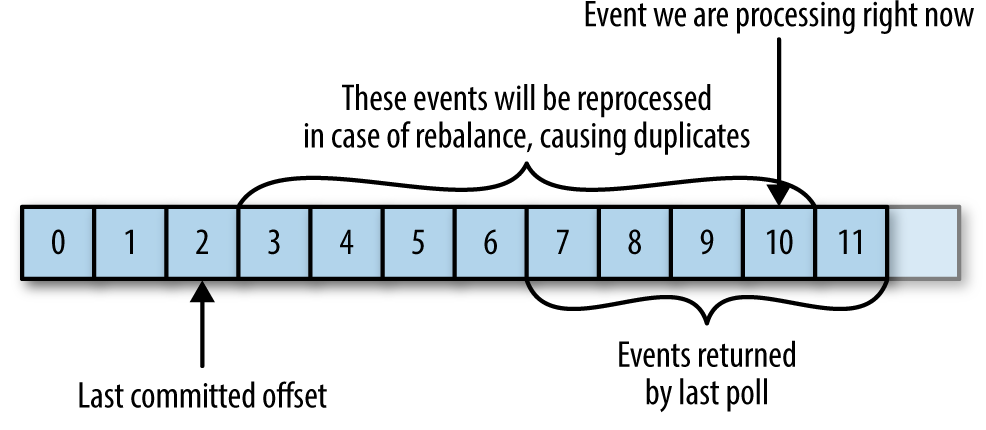 Event we are processing right now
These events will be reprocessed
in case of rebalance, causing duplicates
0 1 2 3 4 5 6 7 8 9 10 11
Events returned
by last poll
Last committed offset